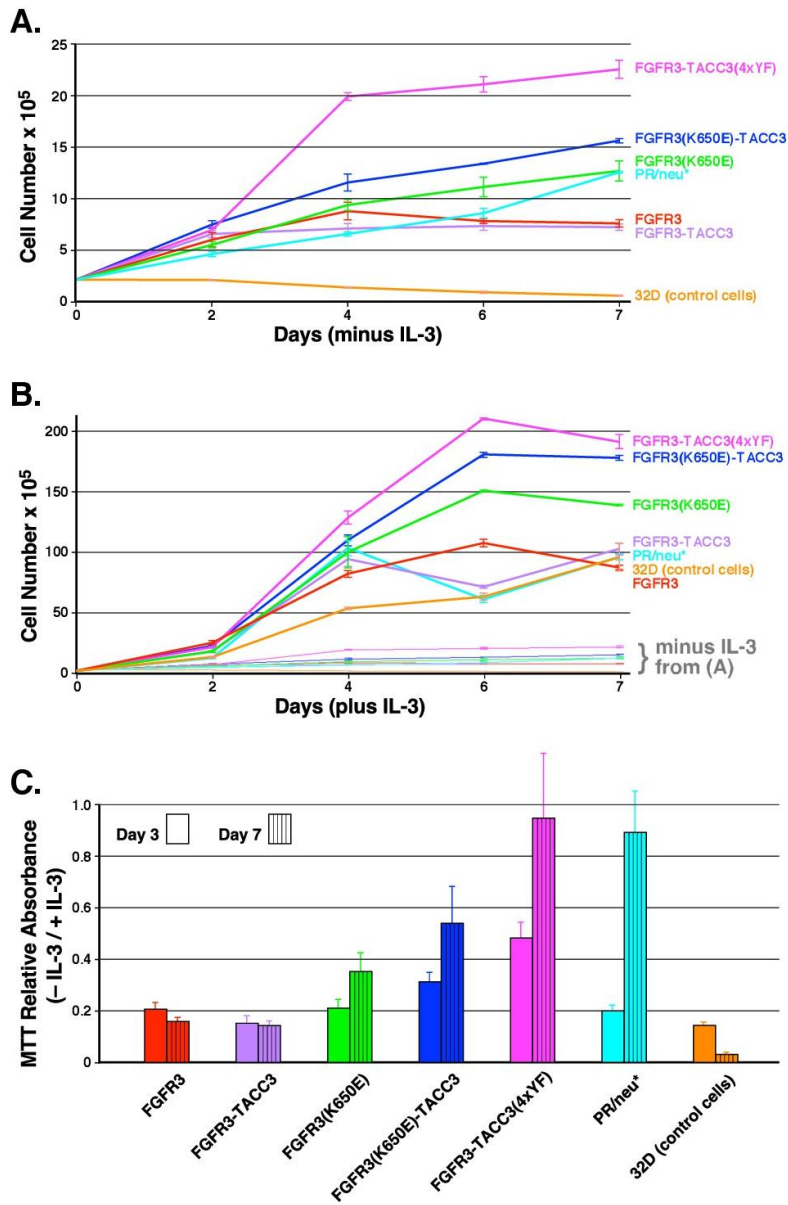 A.
25
20
15
10
5
0
Cell Number x 10⁵
0 2 4 6 7
Days (minus IL-3)
FGFR3-TACC3(4xYF)
FGFR3(K650E)-TACC3
FGFR3(K650E)
PR/neu*
FGFR3
FGFR3-TACC3
32D (control cells)
B.
200
150
100
50
0
Cell Number x 10⁵
0 2 4 6 7
Days (plus IL-3)
FGFR3-TACC3(4xYF)
FGFR3(K650E)-TACC3
FGFR3(K650E)
FGFR3-TACC3
PR/neu*
32D (control cells)
FGFR3
} minus IL-3
from (A)
C.
1.0
0.8
0.6
0.4
0.2
0
MTT Relative Absorbance
(– IL-3 / + IL-3)
Day 3 Day 7
FGFR3
FGFR3-TACC3
FGFR3(K650E)
FGFR3(K650E)-TACC3
FGFR3-TACC3(4xYF)
PR/neu*
32D (control cells)